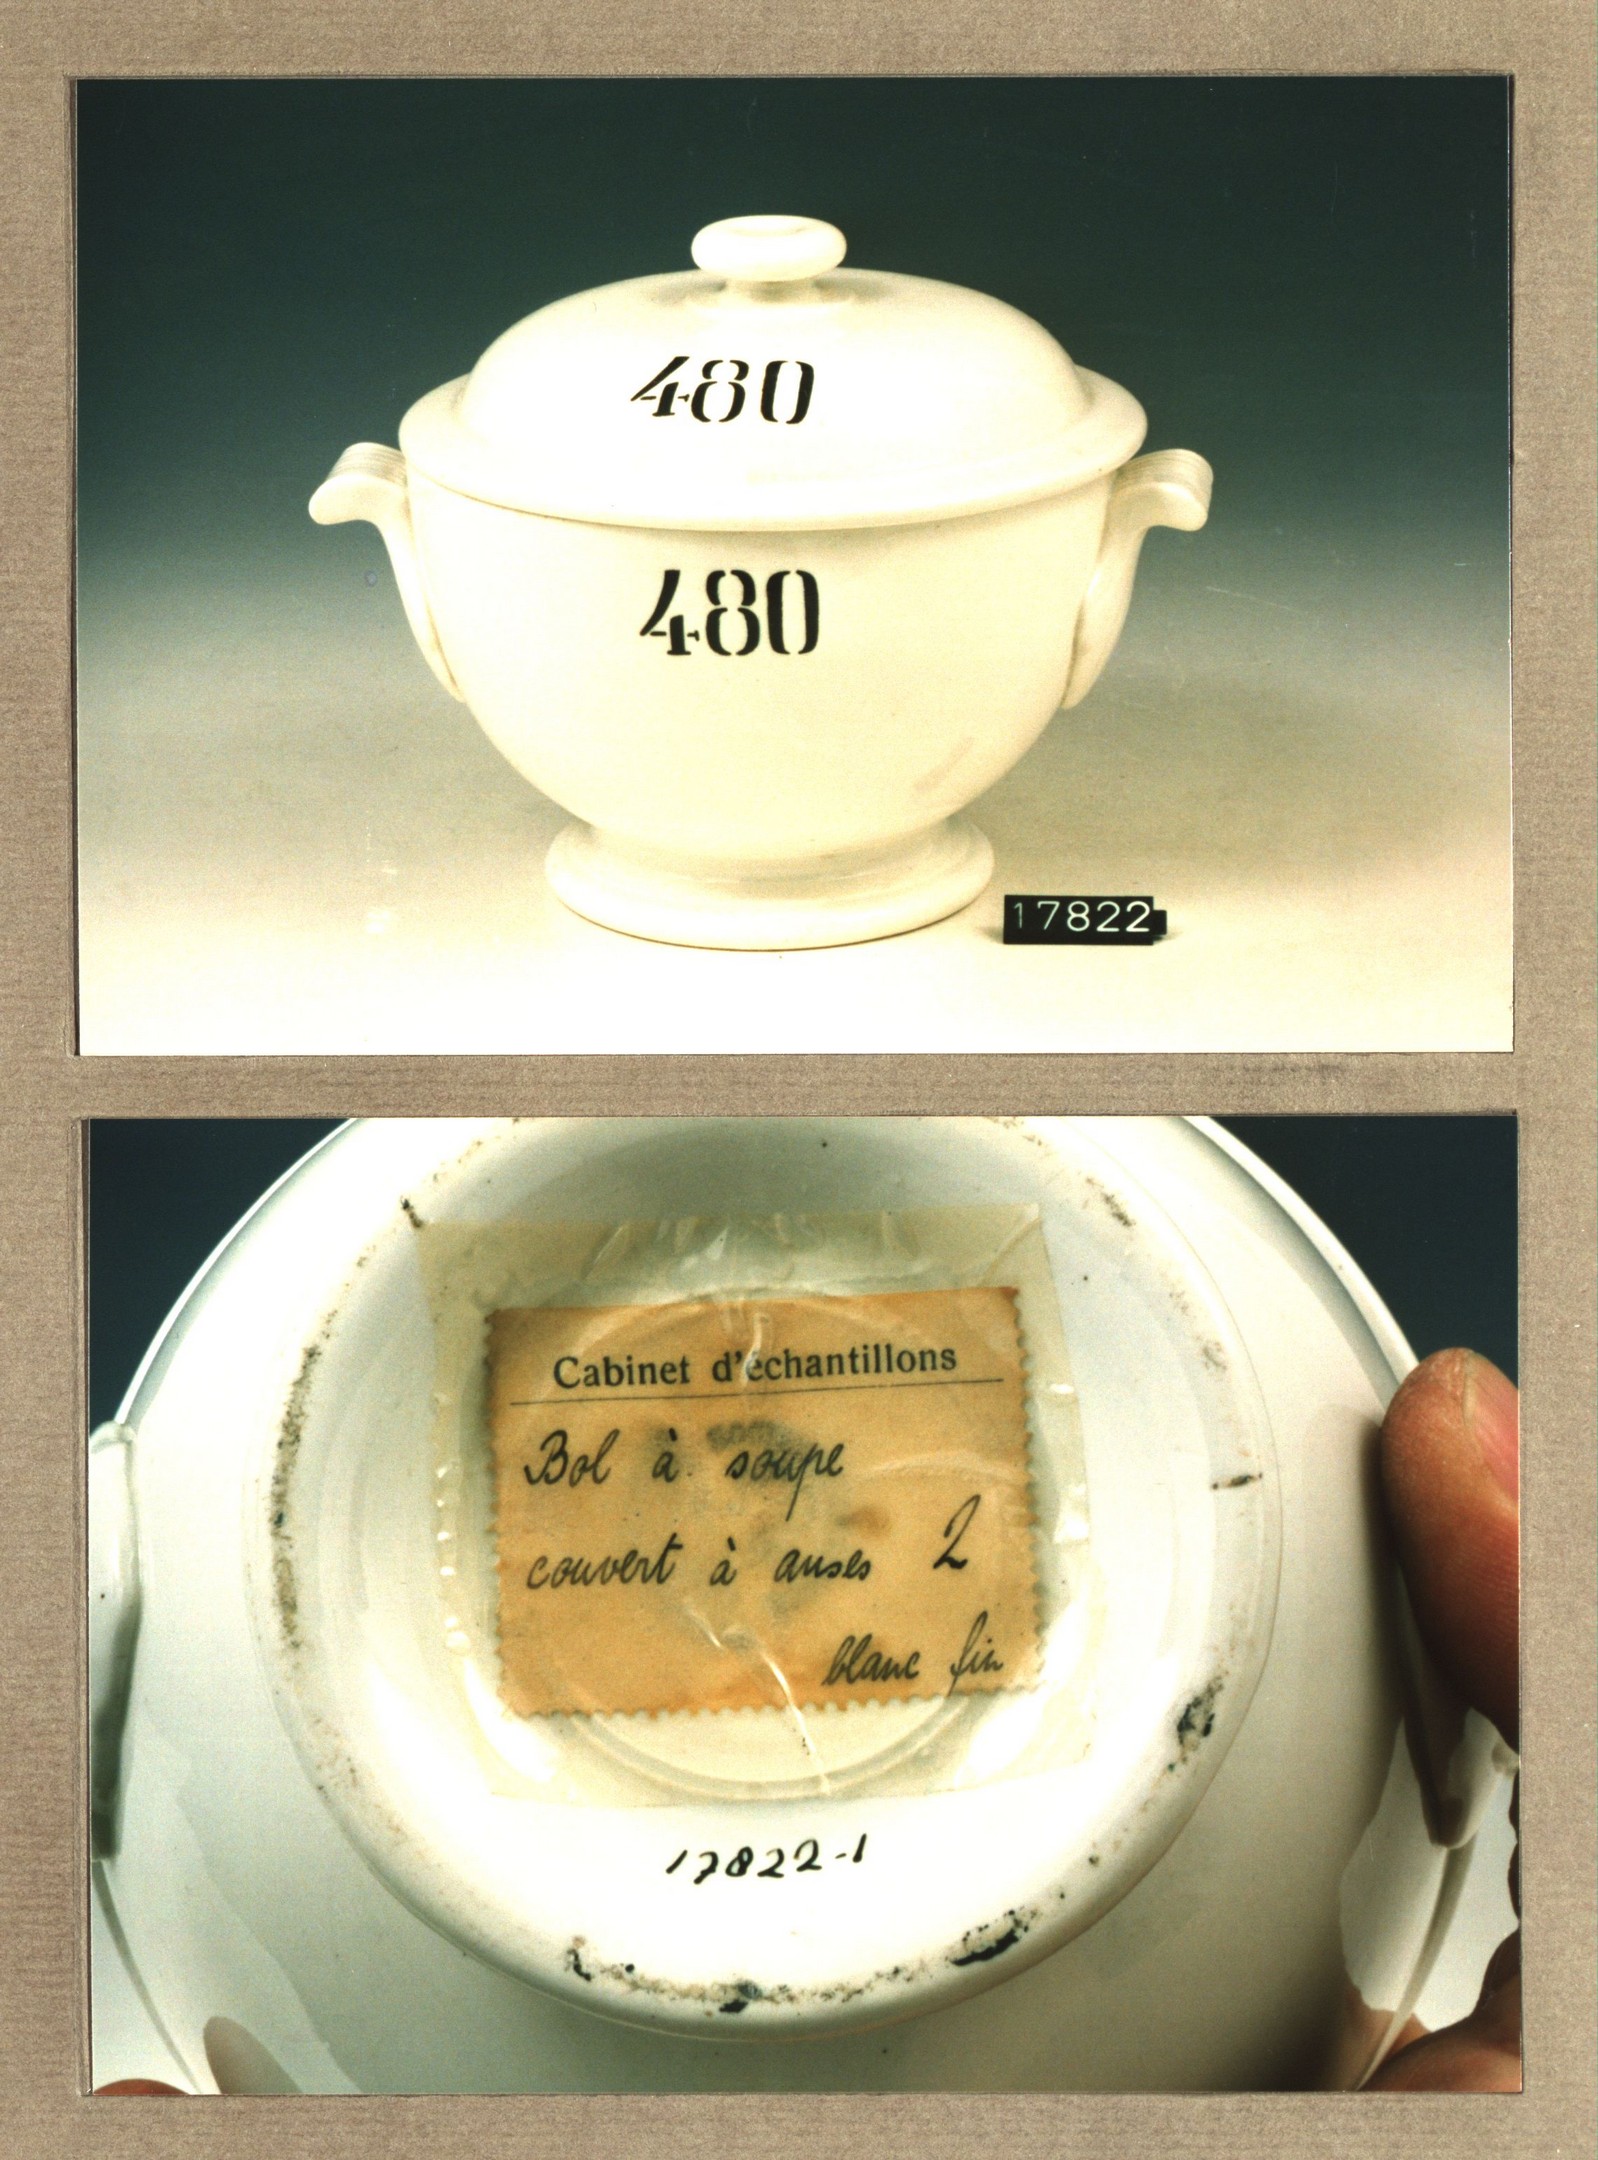 480
480
17822
Cabinet d'échantillons
Bol à soupe
couvert à anses 2
blanc fin
17822-1